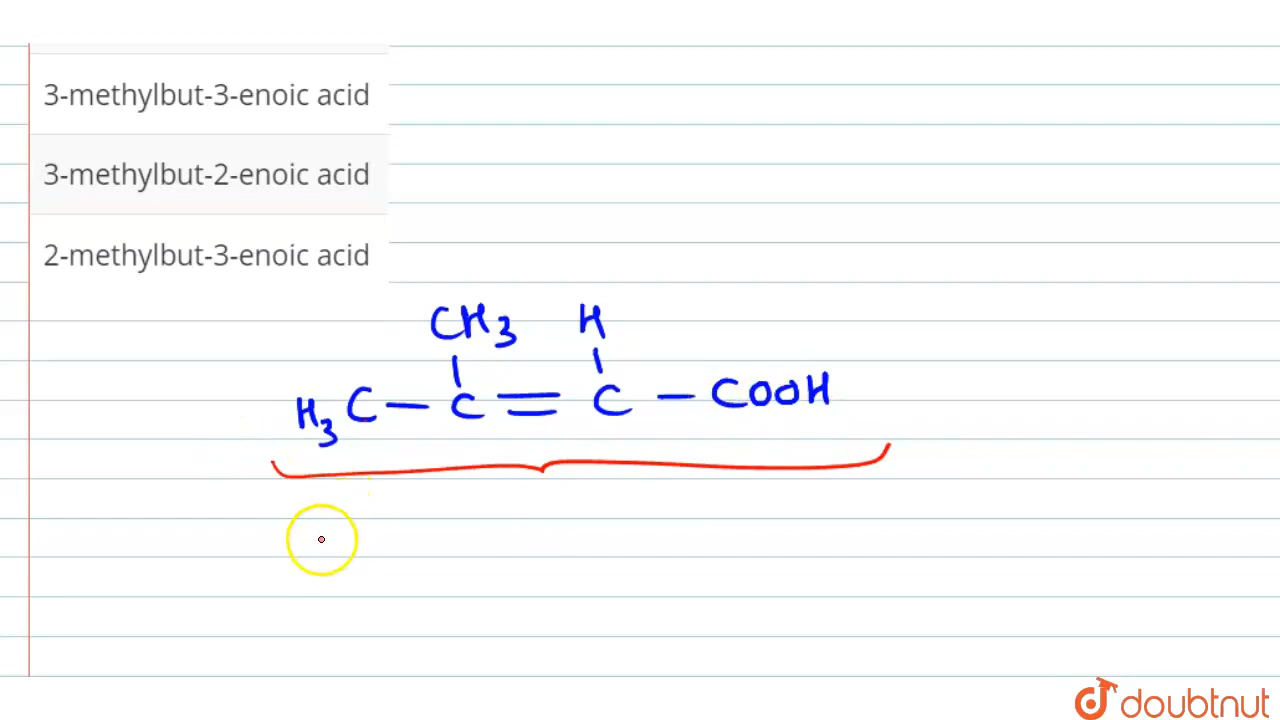 3-methylbut-3-enoic acid
3-methylbut-2-enoic acid
2-methylbut-3-enoic acid
CH3 H
H3C — C = C — COOH
doubtnut